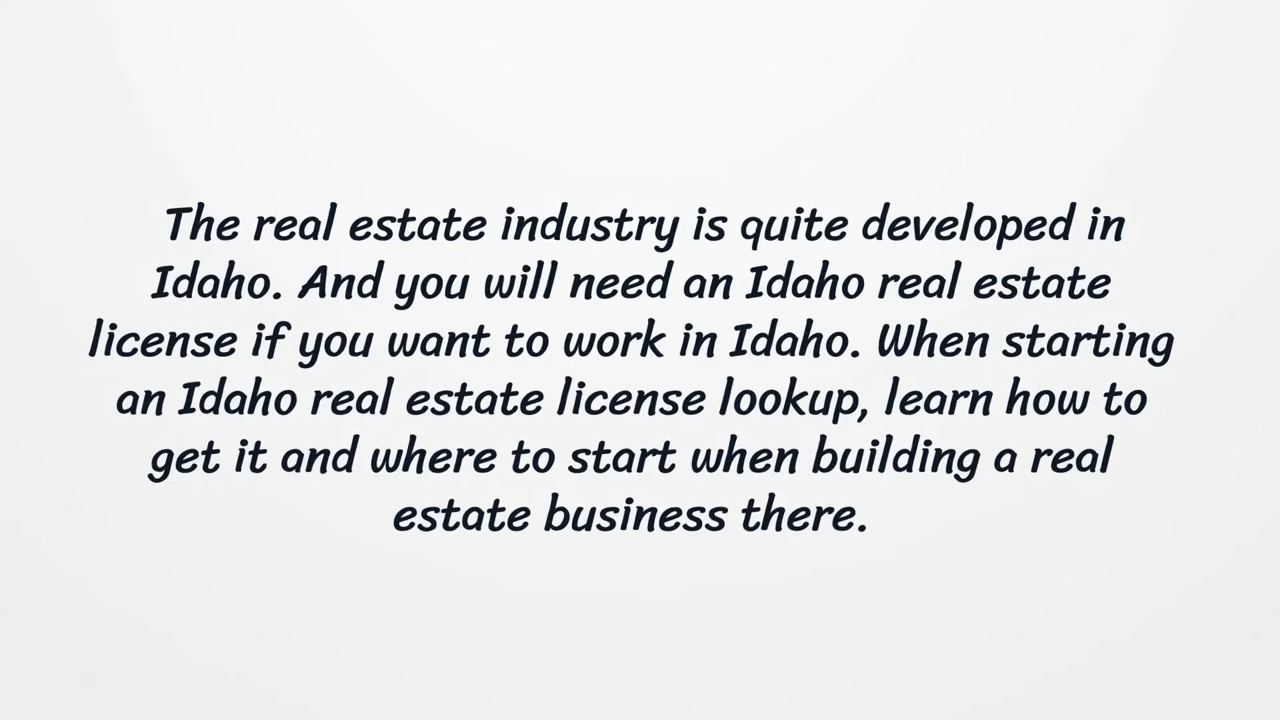 The real estate industry is quite developed in
Idaho. And you will need an Idaho real estate
license if you want to work in Idaho. When starting
an Idaho real estate license lookup, learn how to
get it and where to start when building a real
estate business there.